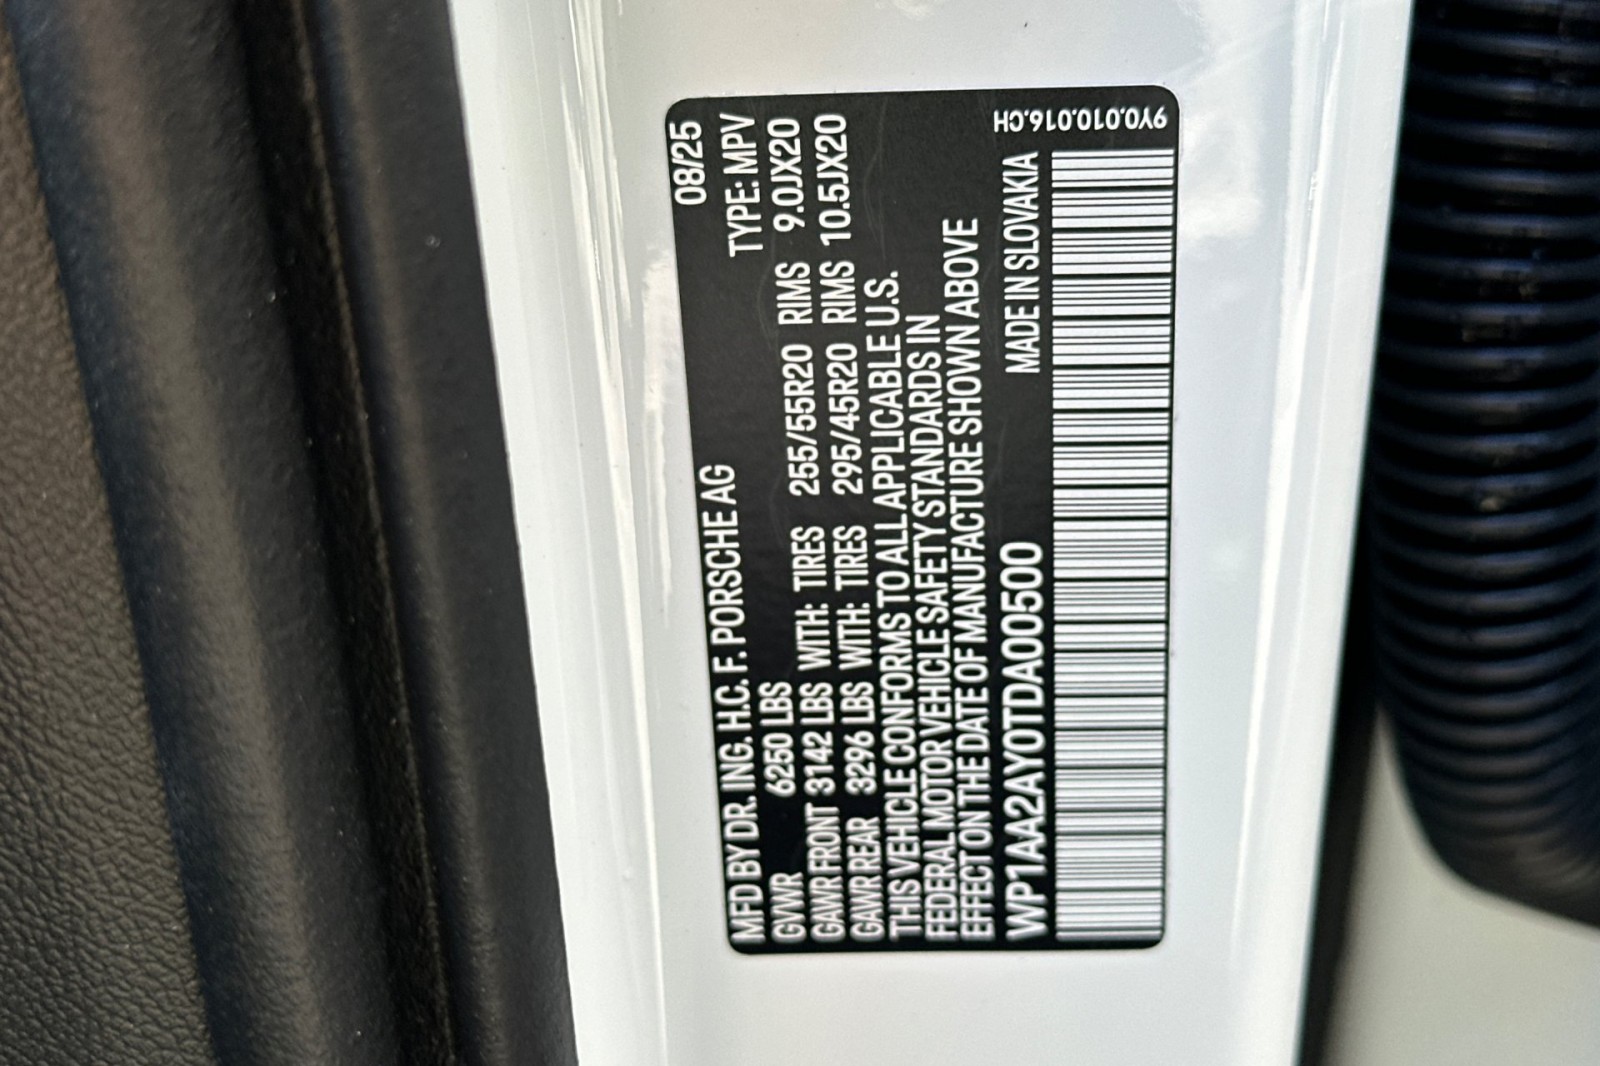 08/25
MFD BY DR. ING. H.C. F. PORSCHE AG TYPE: MPV
GVWR 6250 LBS
GAWR FRONT 3142 LBS WITH: TIRES 255/55R20 RIMS 9.0JX20
GAWR REAR 3296 LBS WITH: TIRES 295/45R20 RIMS 10.5JX20
THIS VEHICLE CONFORMS TO ALL APPLICABLE U.S.
FEDERAL MOTOR VEHICLE SAFETY STANDARDS IN
EFFECT ON THE DATE OF MANUFACTURE SHOWN ABOVE
WP1AA2AY0TDA00500 MADE IN SLOVAKIA
9Y0.010.016.CH